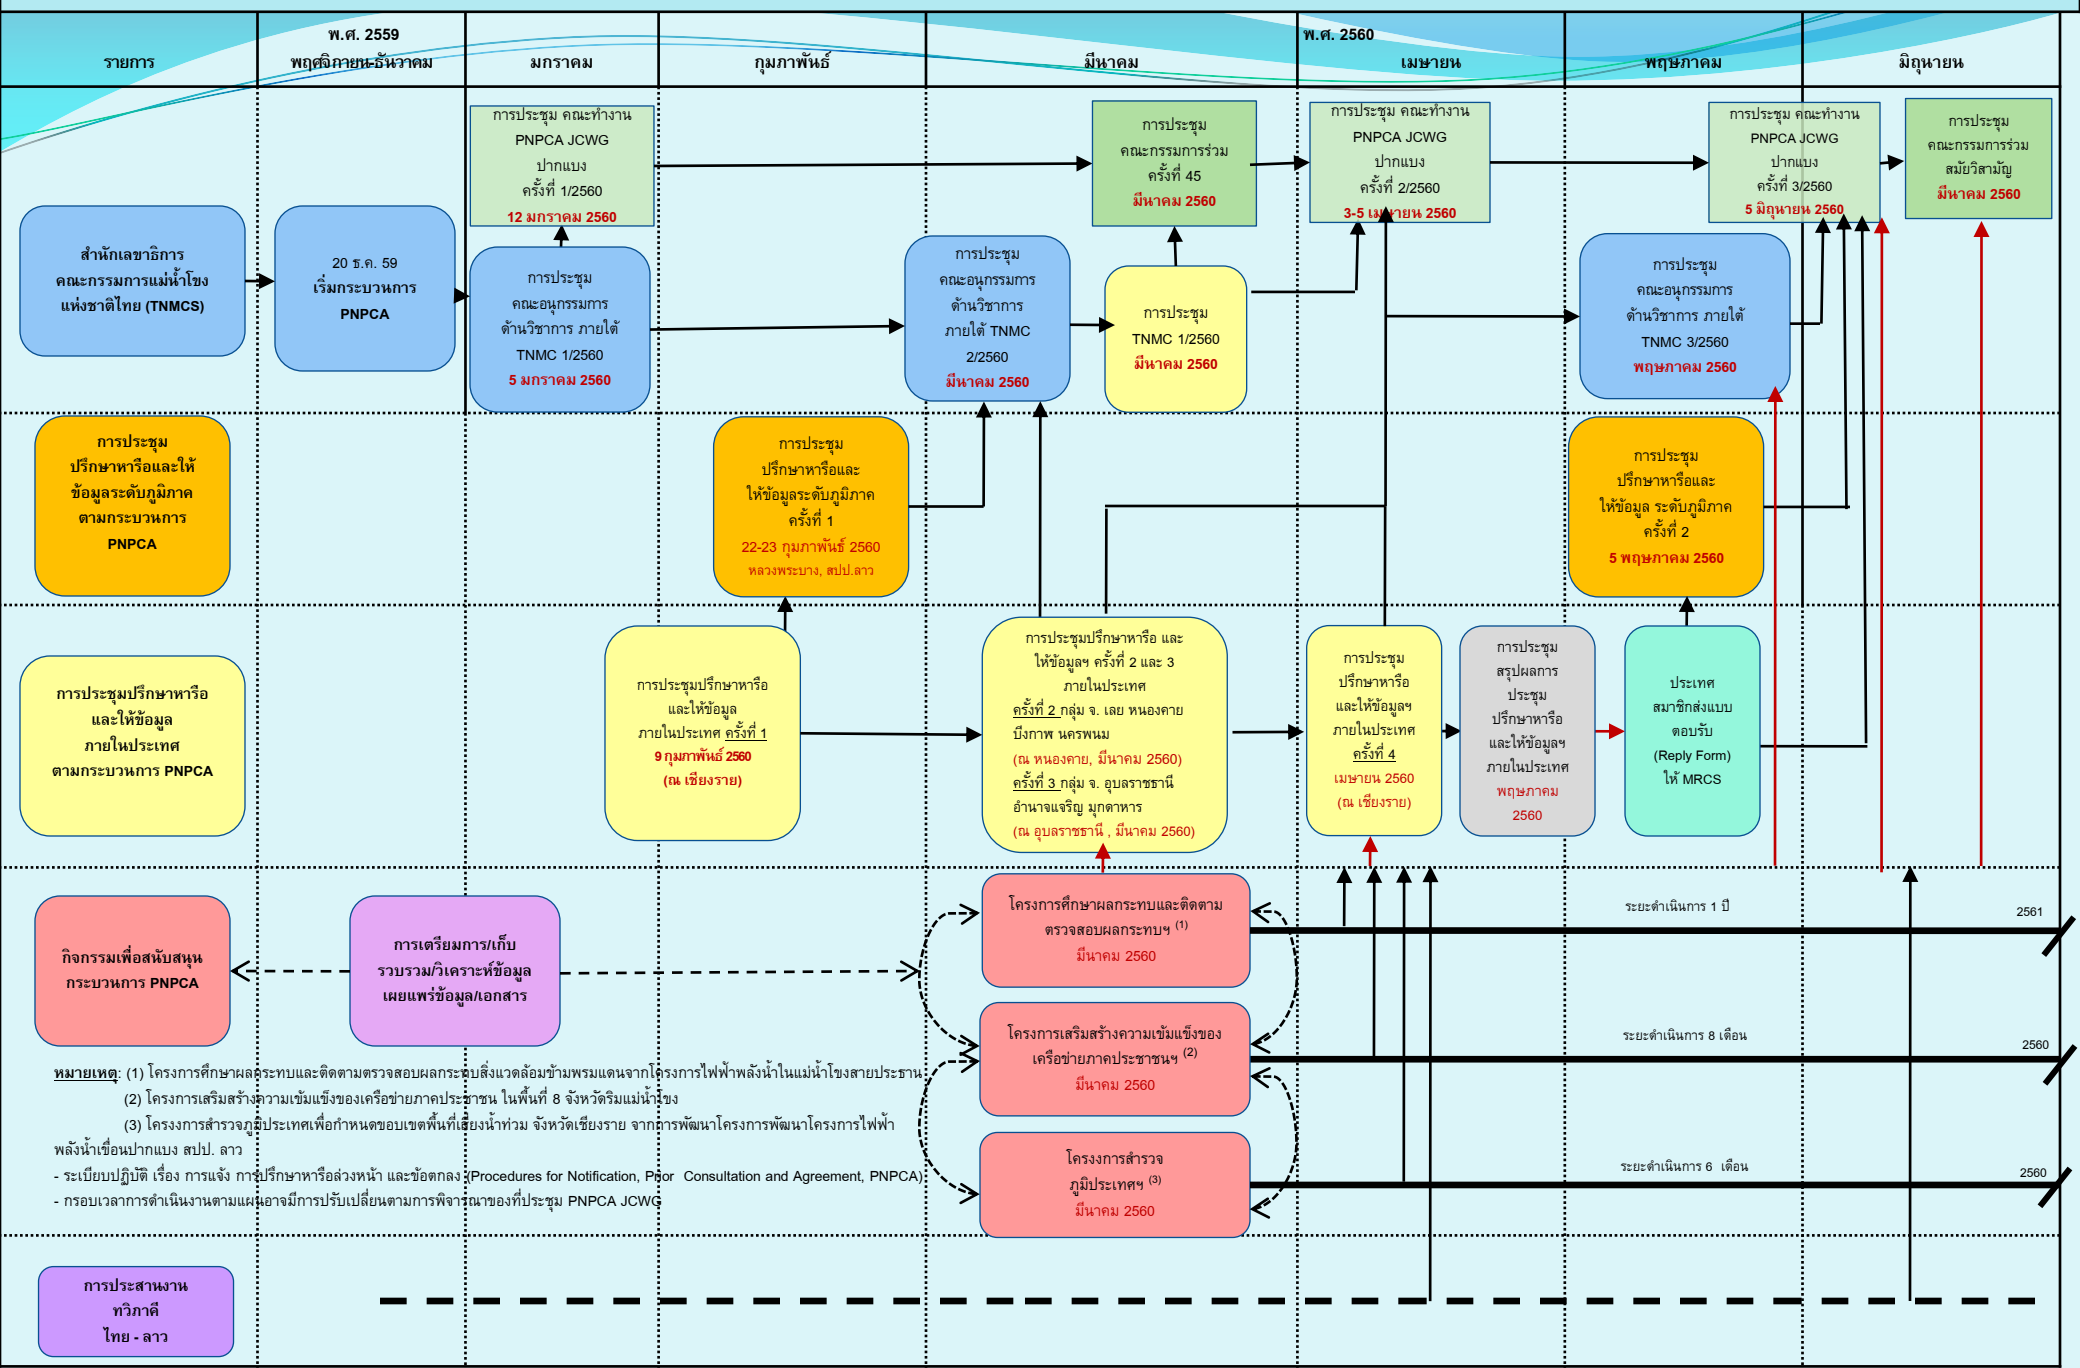 พ.ศ. 2559
พ.ศ. 2560
รายการ
พฤศจิกายน-ธันวาคม
มกราคม
กุมภาพันธ์
มีนาคม
เมษายน
พฤษภาคม
มิถุนายน
การประชุม คณะทำงาน
PNPCA JCWG
ปากแบง
ครั้งที่ 1/2560
12 มกราคม 2560
การประชุม
คณะกรรมการร่วม
ครั้งที่ 45
มีนาคม 2560
การประชุม คณะทำงาน
PNPCA JCWG
ปากแบง
ครั้งที่ 2/2560
3-5 เมษายน 2560
การประชุม คณะทำงาน
PNPCA JCWG
ปากแบง
ครั้งที่ 3/2560
5 มิถุนายน 2560
การประชุม
คณะกรรมการร่วม
สมัยวิสามัญ
มีนาคม 2560
สำนักเลขาธิการ
คณะกรรมการแม่น้ำโขง
แห่งชาติไทย (TNMCS)
20 ธ.ค. 59
เริ่มกระบวนการ
PNPCA
การประชุม
คณะอนุกรรมการ
ด้านวิชาการ ภายใต้
TNMC 1/2560
5 มกราคม 2560
การประชุม
คณะอนุกรรมการ
ด้านวิชาการ
ภายใต้ TNMC
2/2560
มีนาคม 2560
การประชุม
TNMC 1/2560
มีนาคม 2560
การประชุม
คณะอนุกรรมการ
ด้านวิชาการ ภายใต้
TNMC 3/2560
พฤษภาคม 2560
การประชุม
ปรึกษาหารือและให้
ข้อมูลระดับภูมิภาค
ตามกระบวนการ
PNPCA
การประชุม
ปรึกษาหารือและ
ให้ข้อมูลระดับภูมิภาค
ครั้งที่ 1
22-23 กุมภาพันธ์ 2560
หลวงพระบาง, สปป.ลาว
การประชุม
ปรึกษาหารือและ
ให้ข้อมูล ระดับภูมิภาค
ครั้งที่ 2
5 พฤษภาคม 2560
การประชุมปรึกษาหารือ
และให้ข้อมูล
ภายในประเทศ
ตามกระบวนการ PNPCA
การประชุมปรึกษาหารือ
และให้ข้อมูล
ภายในประเทศ ครั้งที่ 1
9 กุมภาพันธ์ 2560
(ณ เชียงราย)
การประชุมปรึกษาหารือ และ
ให้ข้อมูลฯ ครั้งที่ 2 และ 3
ภายในประเทศ
ครั้งที่ 2 กลุ่ม จ. เลย หนองคาย
บึงกาฬ นครพนม
(ณ หนองคาย, มีนาคม 2560)
ครั้งที่ 3 กลุ่ม จ. อุบลราชธานี
อำนาจเจริญ มุกดาหาร
(ณ อุบลราชธานี , มีนาคม 2560)
การประชุม
ปรึกษาหารือ
และให้ข้อมูลฯ
ภายในประเทศ
ครั้งที่ 4
เมษายน 2560
(ณ เชียงราย)
การประชุม
สรุปผลการ
ประชุม
ปรึกษาหารือ
และให้ข้อมูลฯ
ภายในประเทศ
พฤษภาคม
2560
ประเทศ
สมาชิกส่งแบบ
ตอบรับ
(Reply Form)
ให้ MRCS
กิจกรรมเพื่อสนับสนุน
กระบวนการ PNPCA
การเตรียมการ/เก็บ
รวบรวม/วิเคราะห์ข้อมูล
เผยแพร่ข้อมูล/เอกสาร
โครงการศึกษาผลกระทบและติดตาม
ตรวจสอบผลกระทบฯ (1)
มีนาคม 2560
ระยะดำเนินการ 1 ปี
2561
โครงการเสริมสร้างความเข้มแข็งของ
เครือข่ายภาคประชาชนฯ (2)
มีนาคม 2560
ระยะดำเนินการ 8 เดือน
2560
โครงงการสำรวจ
ภูมิประเทศฯ (3)
มีนาคม 2560
ระยะดำเนินการ 6 เดือน
2560
หมายเหตุ: (1) โครงการศึกษาผลกระทบและติดตามตรวจสอบผลกระทบสิ่งแวดล้อมข้ามพรมแดนจากโครงการไฟฟ้าพลังน้ำในแม่น้ำโขงสายประธาน
(2) โครงการเสริมสร้างความเข้มแข็งของเครือข่ายภาคประชาชน ในพื้นที่ 8 จังหวัดริมแม่น้ำโขง
(3) โครงงการสำรวจภูมิประเทศเพื่อกำหนดขอบเขตพื้นที่เสี่ยงน้ำท่วม จังหวัดเชียงราย จากการพัฒนาโครงการพัฒนาโครงการไฟฟ้า
พลังน้ำเขื่อนปากแบง สปป. ลาว
- ระเบียบปฏิบัติ เรื่อง การแจ้ง การปรึกษาหารือล่วงหน้า และข้อตกลง (Procedures for Notification, Prior Consultation and Agreement, PNPCA)
- กรอบเวลาการดำเนินงานตามแผนอาจมีการปรับเปลี่ยนตามการพิจารณาของที่ประชุม PNPCA JCWG
การประสานงาน
ทวิภาคี
ไทย - ลาว